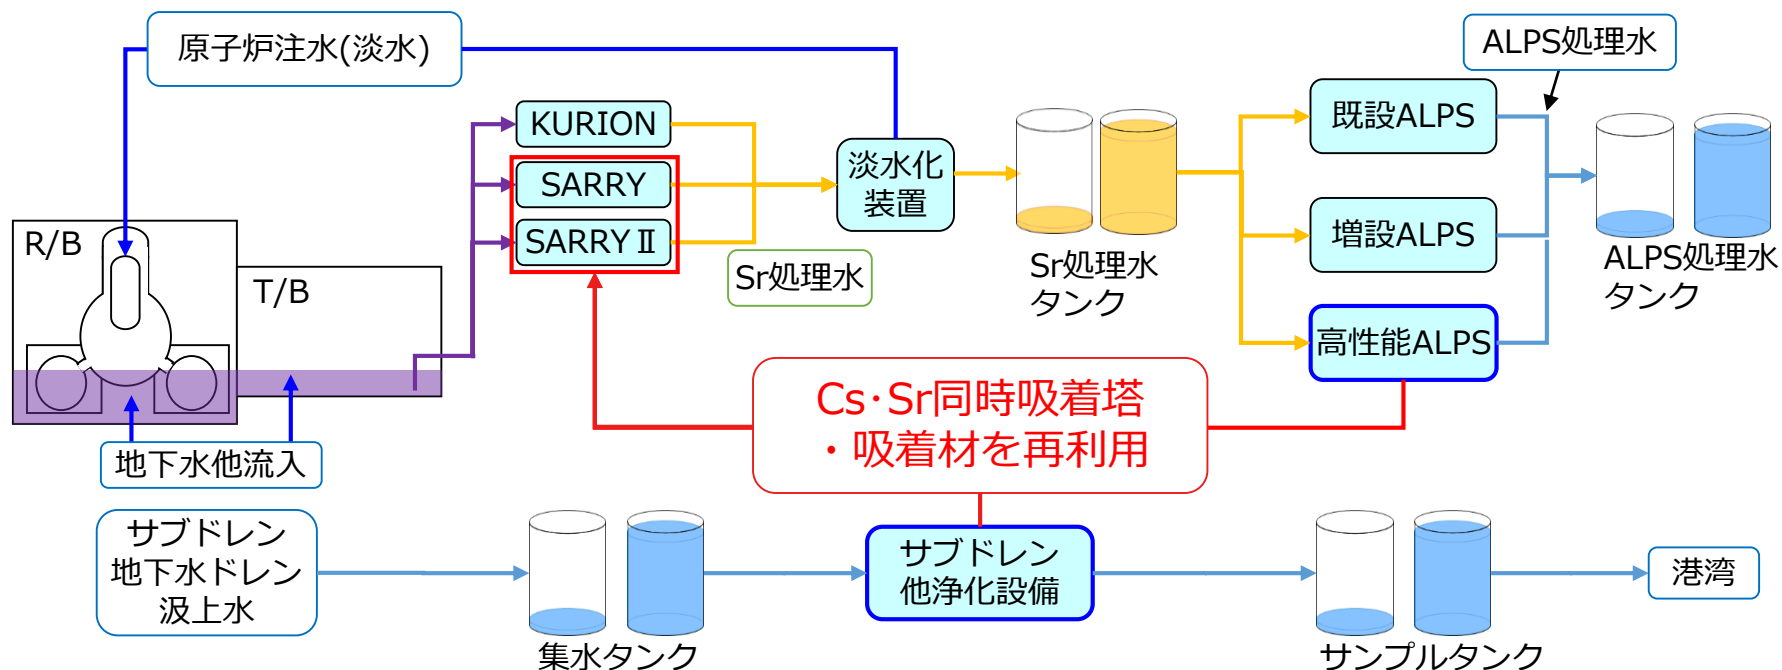 原子炉注水(淡水)
ALPS処理水
KURION
SARRY
SARRYⅡ
淡水化
装置
既設ALPS
増設ALPS
高性能ALPS
R/B
T/B
Sr処理水
Sr処理水
タンク
ALPS処理水
タンク
Cs・Sr同時吸着塔
・吸着材を再利用
地下水他流入
サブドレン
地下水ドレン
汲上水
集水タンク
サブドレン
他浄化設備
サンプルタンク
港湾